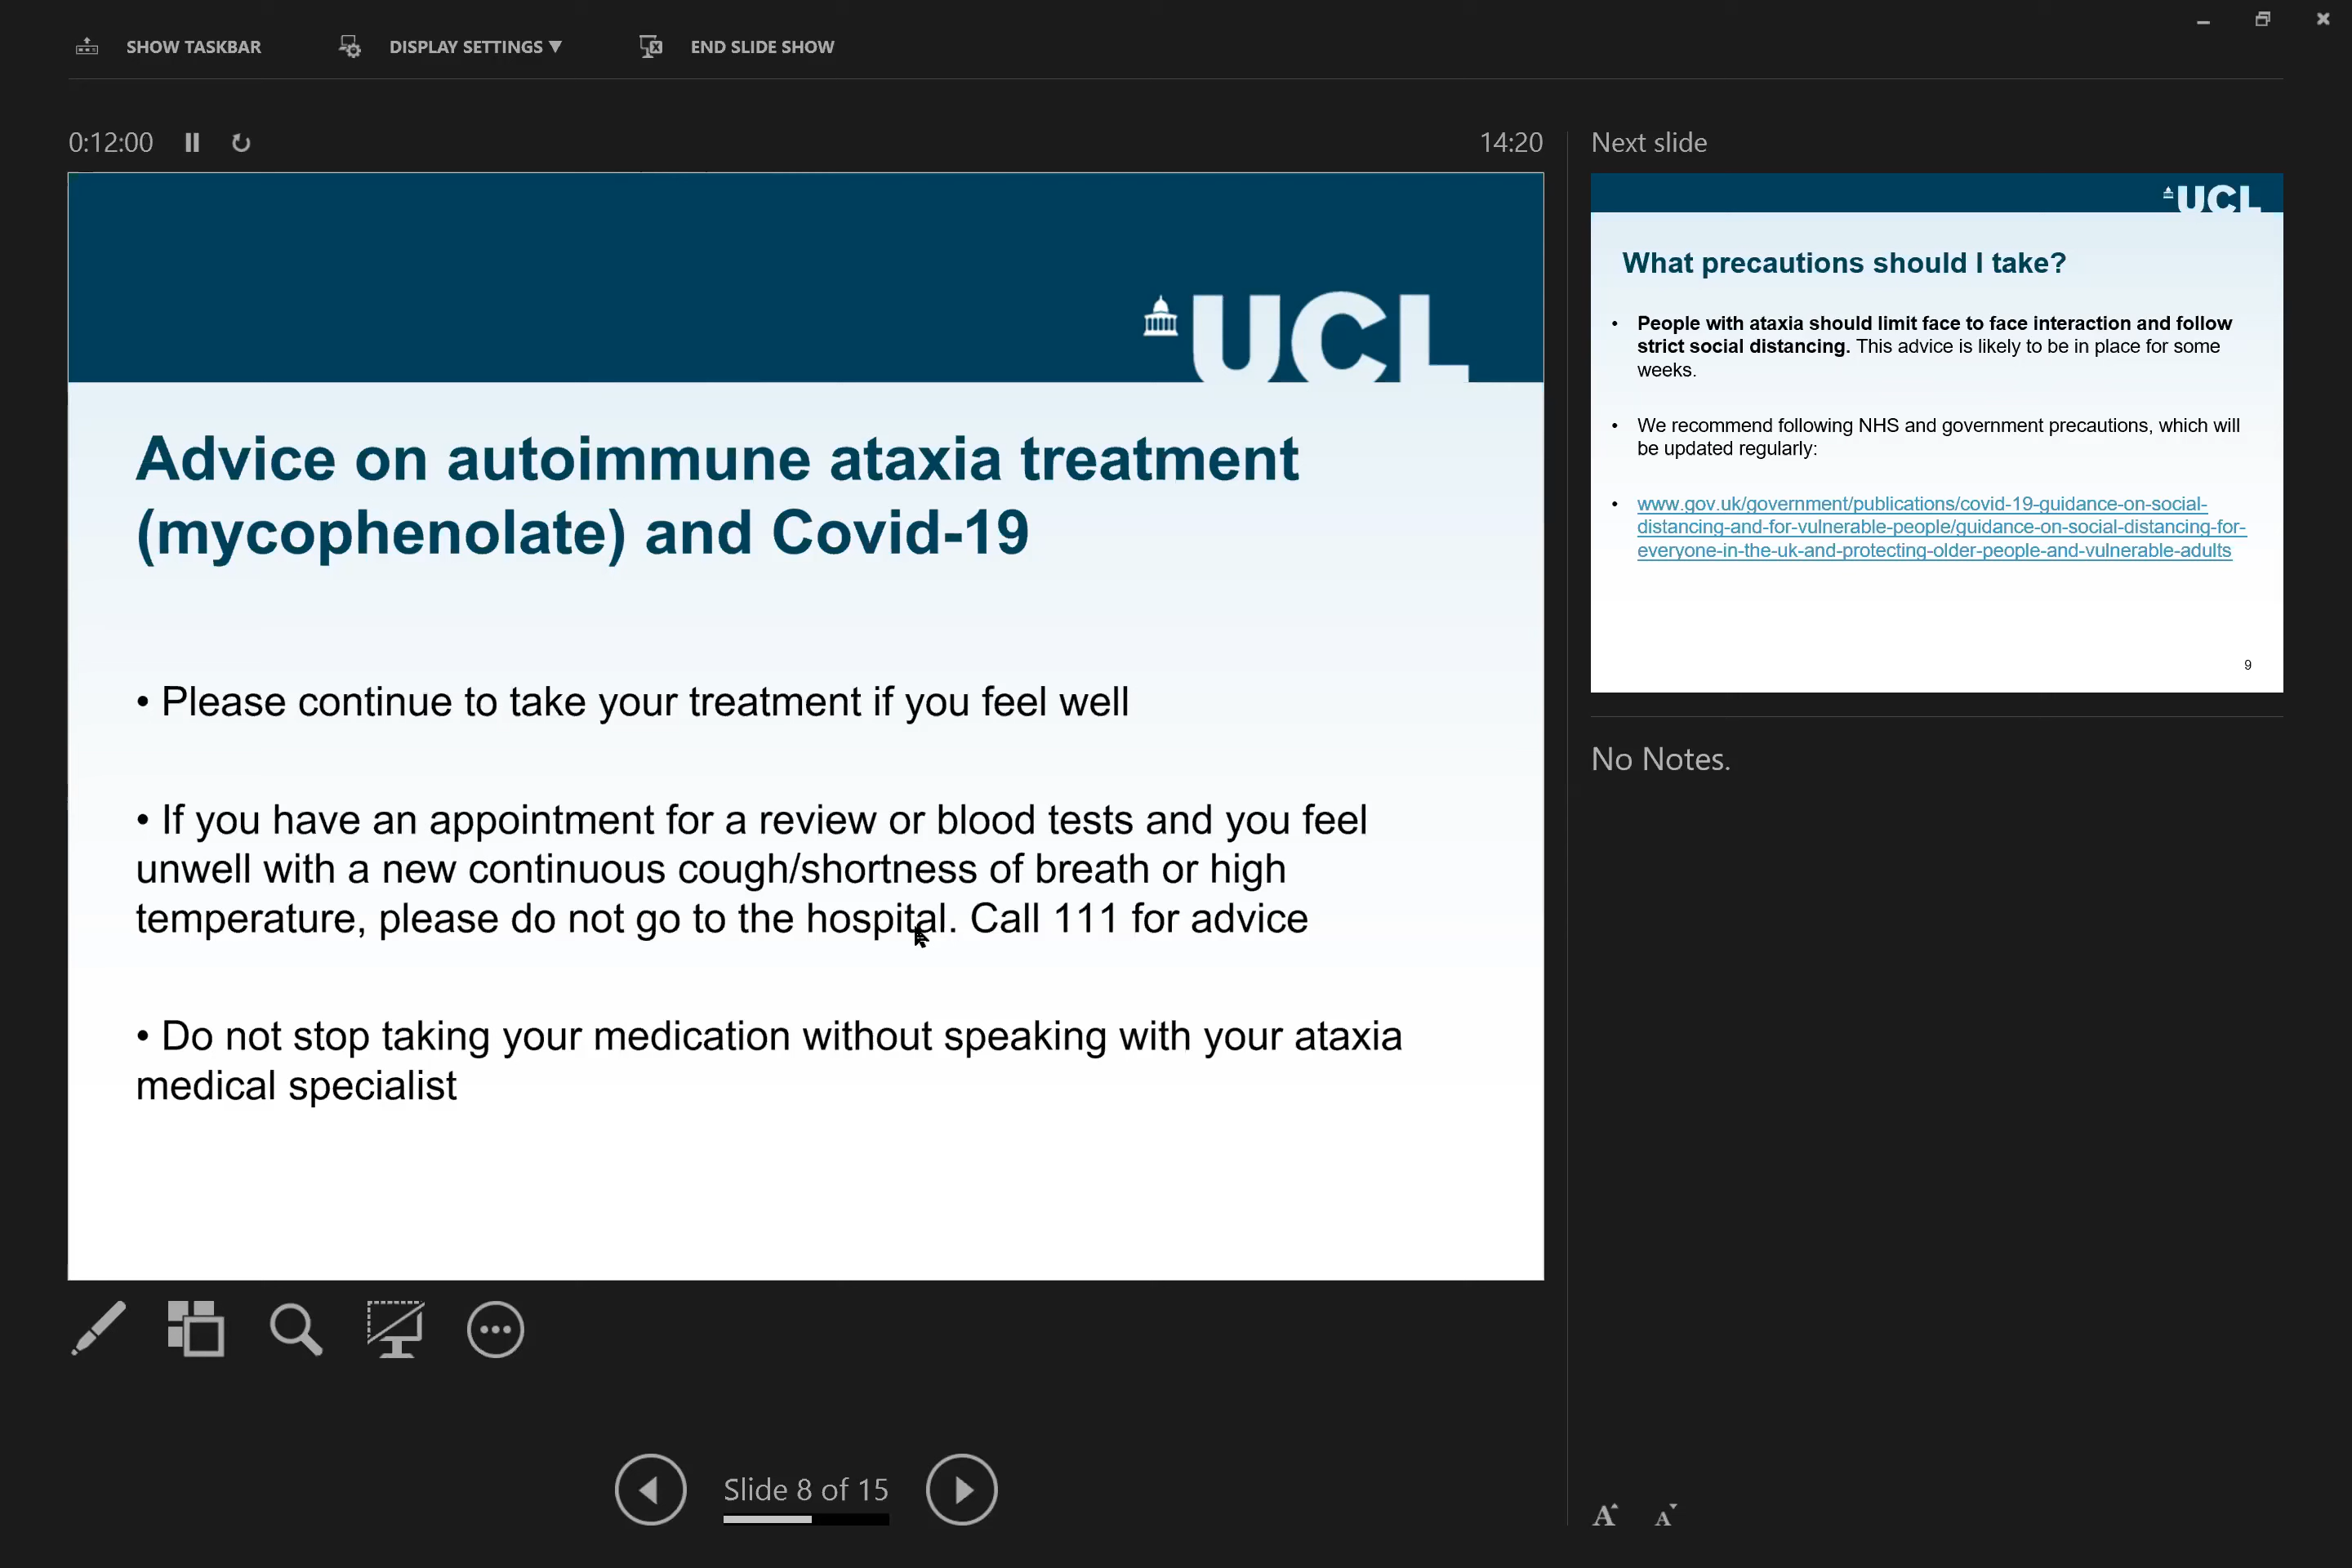 SHOW TASKBAR
DISPLAY SETTINGS ▼
END SLIDE SHOW
0:12:00
14:20
UCL
Advice on autoimmune ataxia treatment
(mycophenolate) and Covid-19
• Please continue to take your treatment if you feel well
• If you have an appointment for a review or blood tests and you feel
unwell with a new continuous cough/shortness of breath or high
temperature, please do not go to the hospital. Call 111 for advice
• Do not stop taking your medication without speaking with your ataxia
medical specialist
Slide 8 of 15
Next slide
UCL
What precautions should I take?
• People with ataxia should limit face to face interaction and follow
strict social distancing. This advice is likely to be in place for some
weeks.
• We recommend following NHS and government precautions, which will
be updated regularly:
• www.gov.uk/government/publications/covid-19-guidance-on-social-
distancing-and-for-vulnerable-people/guidance-on-social-distancing-for-
everyone-in-the-uk-and-protecting-older-people-and-vulnerable-adults
9
No Notes.
A A